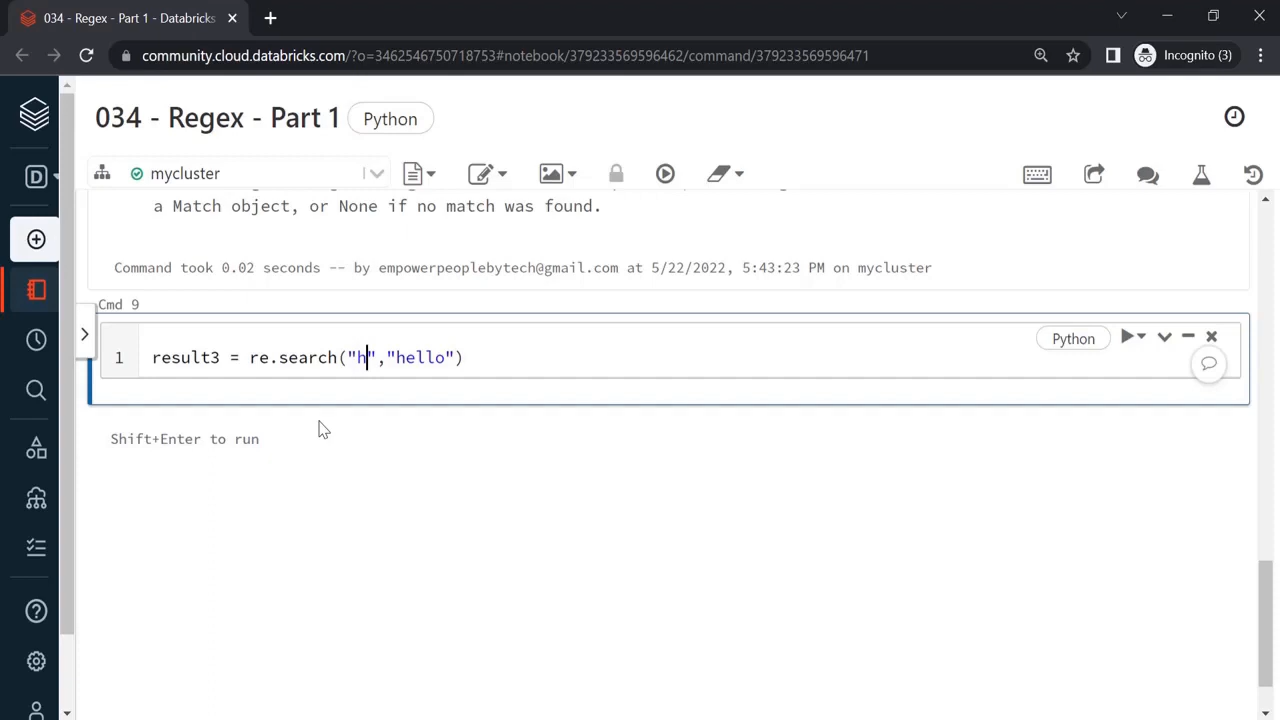 034 - Regex - Part 1 - Databricks
community.cloud.databricks.com/?o=3462546750718753#notebook/379233569596462/command/379233569596471
Incognito (3)
034 - Regex - Part 1
Python
D
mycluster
a Match object, or None if no match was found.
Command took 0.02 seconds -- by empowerpeoplebytech@gmail.com at 5/22/2022, 5:43:23 PM on mycluster
Cmd 9
Python
1 result3 = re.search("h","hello")
Shift+Enter to run